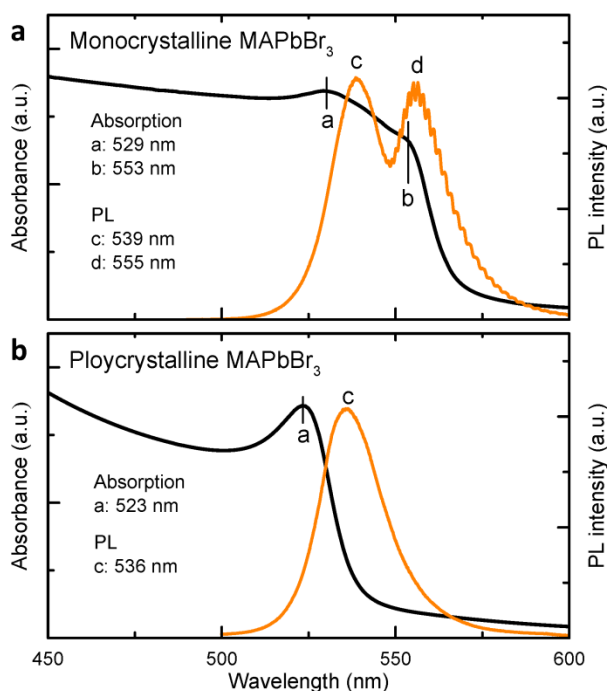 a
Monocrystalline MAPbBr3
c
d
a
b
Absorption
a: 529 nm
b: 553 nm
PL
c: 539 nm
d: 555 nm
Absorbance (a.u.)
PL intensity (a.u.)
b
Ploycrystalline MAPbBr3
c
a
Absorption
a: 523 nm
PL
c: 536 nm
Absorbance (a.u.)
PL intensity (a.u.)
450
500
550
600
Wavelength (nm)